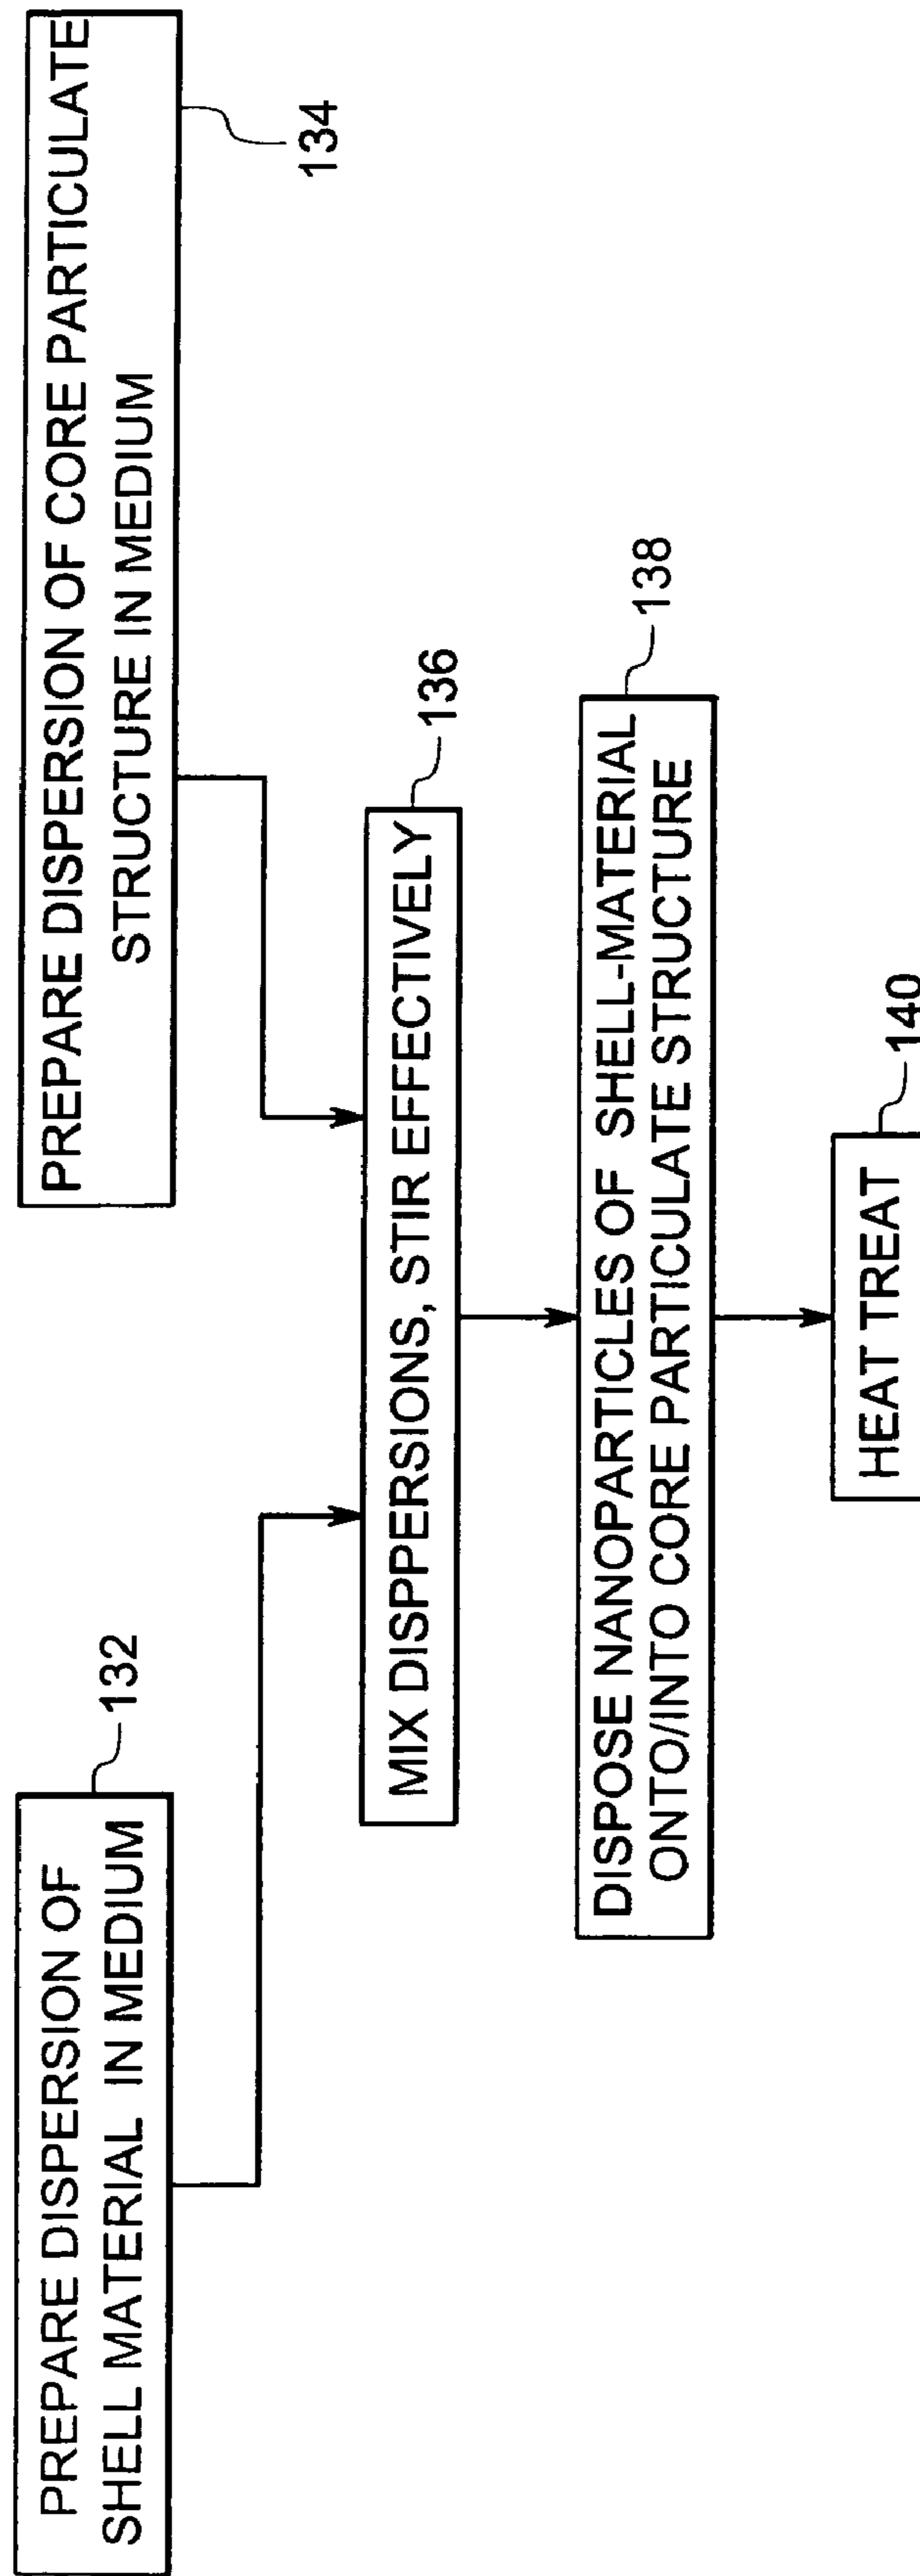 PREPARE DISPERSION OF
SHELL MATERIAL IN MEDIUM
132
PREPARE DISPERSION OF CORE PARTICULATE
STRUCTURE IN MEDIUM
134
MIX DISPPERSIONS, STIR EFFECTIVELY
136
DISPOSE NANOPARTICLES OF SHELL-MATERIAL
ONTO/INTO CORE PARTICULATE STRUCTURE
138
HEAT TREAT
140